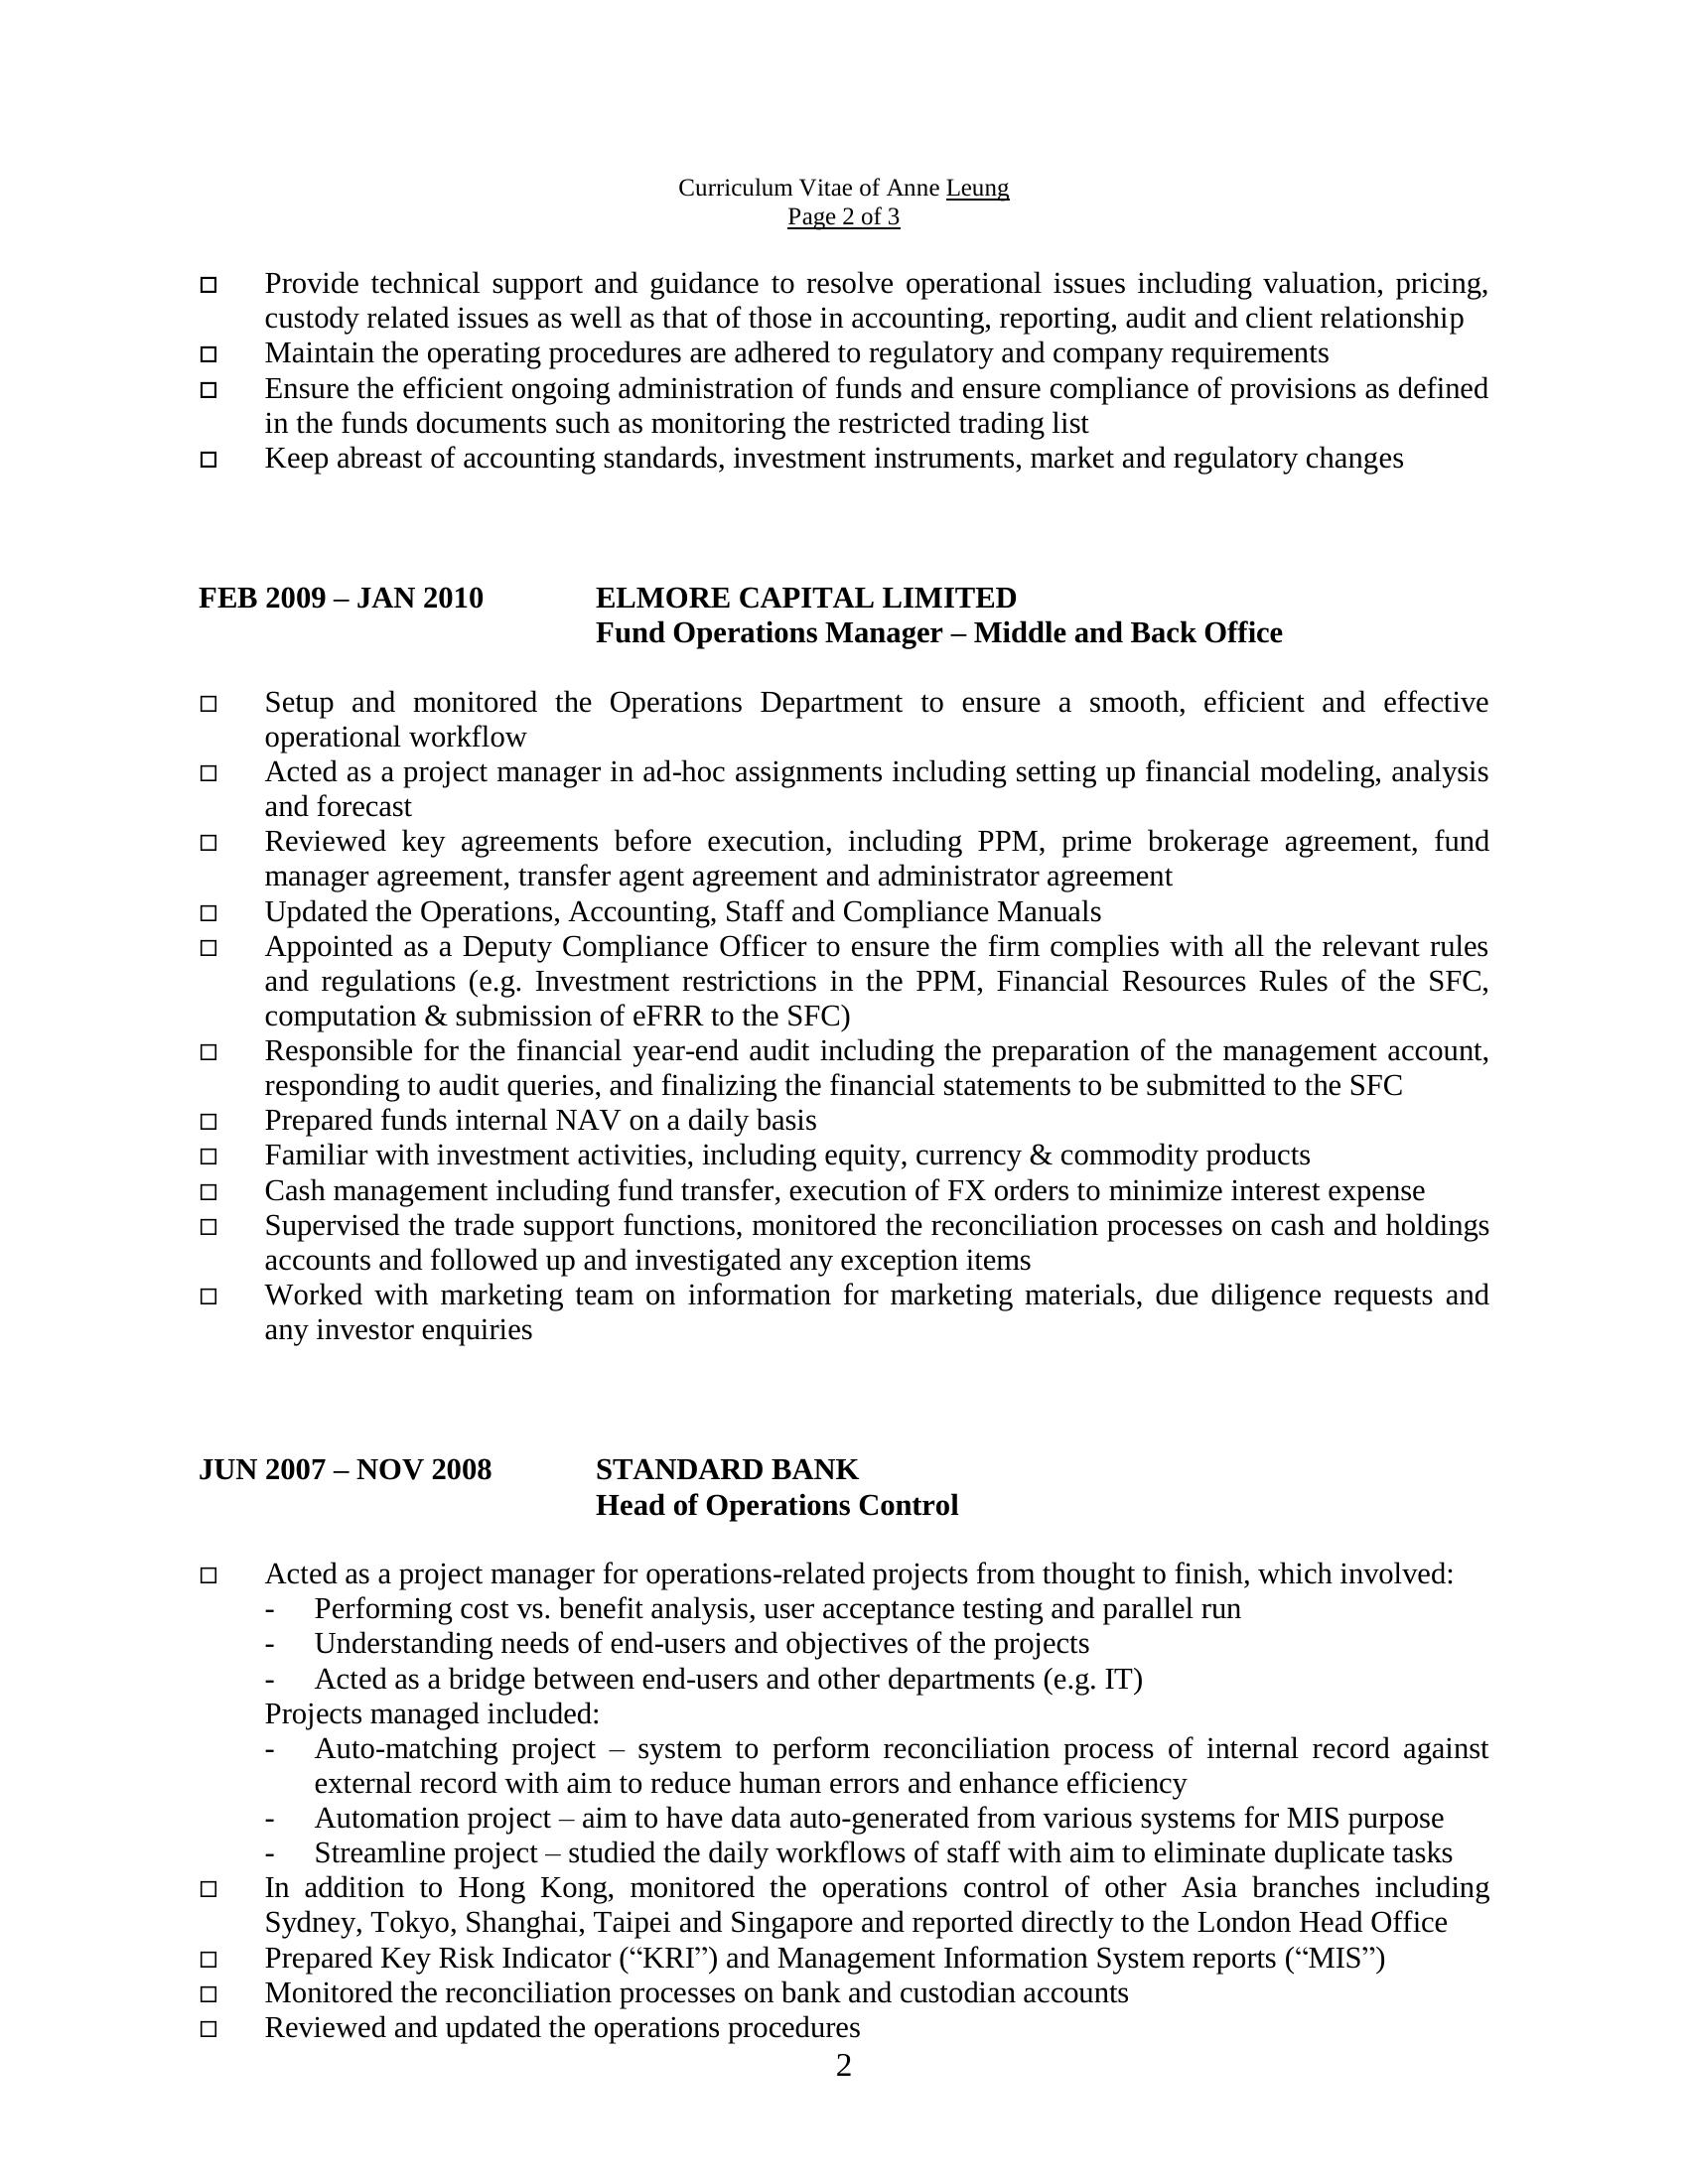 Curriculum Vitae of Anne Leung
Page 2 of 3
□ Provide technical support and guidance to resolve operational issues including valuation, pricing,
custody related issues as well as that of those in accounting, reporting, audit and client relationship
□ Maintain the operating procedures are adhered to regulatory and company requirements
□ Ensure the efficient ongoing administration of funds and ensure compliance of provisions as defined
in the funds documents such as monitoring the restricted trading list
□ Keep abreast of accounting standards, investment instruments, market and regulatory changes
FEB 2009 – JAN 2010 ELMORE CAPITAL LIMITED
Fund Operations Manager – Middle and Back Office
□ Setup and monitored the Operations Department to ensure a smooth, efficient and effective
operational workflow
□ Acted as a project manager in ad-hoc assignments including setting up financial modeling, analysis
and forecast
□ Reviewed key agreements before execution, including PPM, prime brokerage agreement, fund
manager agreement, transfer agent agreement and administrator agreement
□ Updated the Operations, Accounting, Staff and Compliance Manuals
□ Appointed as a Deputy Compliance Officer to ensure the firm complies with all the relevant rules
and regulations (e.g. Investment restrictions in the PPM, Financial Resources Rules of the SFC,
computation & submission of eFRR to the SFC)
□ Responsible for the financial year-end audit including the preparation of the management account,
responding to audit queries, and finalizing the financial statements to be submitted to the SFC
□ Prepared funds internal NAV on a daily basis
□ Familiar with investment activities, including equity, currency & commodity products
□ Cash management including fund transfer, execution of FX orders to minimize interest expense
□ Supervised the trade support functions, monitored the reconciliation processes on cash and holdings
accounts and followed up and investigated any exception items
□ Worked with marketing team on information for marketing materials, due diligence requests and
any investor enquiries
JUN 2007 – NOV 2008 STANDARD BANK
Head of Operations Control
□ Acted as a project manager for operations-related projects from thought to finish, which involved:
- Performing cost vs. benefit analysis, user acceptance testing and parallel run
- Understanding needs of end-users and objectives of the projects
- Acted as a bridge between end-users and other departments (e.g. IT)
Projects managed included:
- Auto-matching project – system to perform reconciliation process of internal record against
external record with aim to reduce human errors and enhance efficiency
- Automation project – aim to have data auto-generated from various systems for MIS purpose
- Streamline project – studied the daily workflows of staff with aim to eliminate duplicate tasks
□ In addition to Hong Kong, monitored the operations control of other Asia branches including
Sydney, Tokyo, Shanghai, Taipei and Singapore and reported directly to the London Head Office
□ Prepared Key Risk Indicator (“KRI”) and Management Information System reports (“MIS”)
□ Monitored the reconciliation processes on bank and custodian accounts
□ Reviewed and updated the operations procedures
2